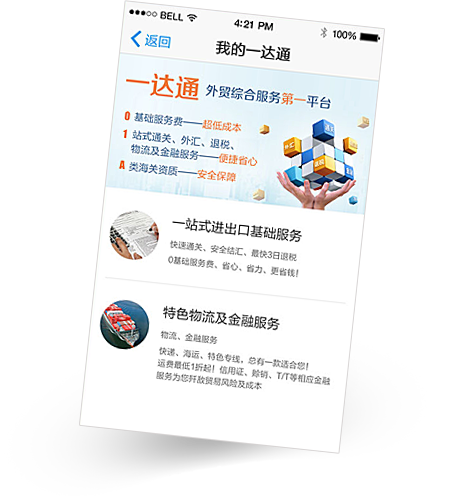 BELL 4:21 PM 100%
返回 我的一达通
一达通 外贸综合服务第一平台
0 基础服务费——超低成本
1 站式通关、外汇、退税、
物流及金融服务——便捷省心
A 类海关资质——安全保障
外汇
一站式进出口基础服务
快速通关、安全结汇、最快3日退税
0基础服务费、省心、省力、更省钱！
特色物流及金融服务
物流、金融服务
快递、海运、特色专线，总有一款适合您！
运费最低1折起！信用证、赊销、T/T等相应金融
服务为您歼敌贸易风险及成本